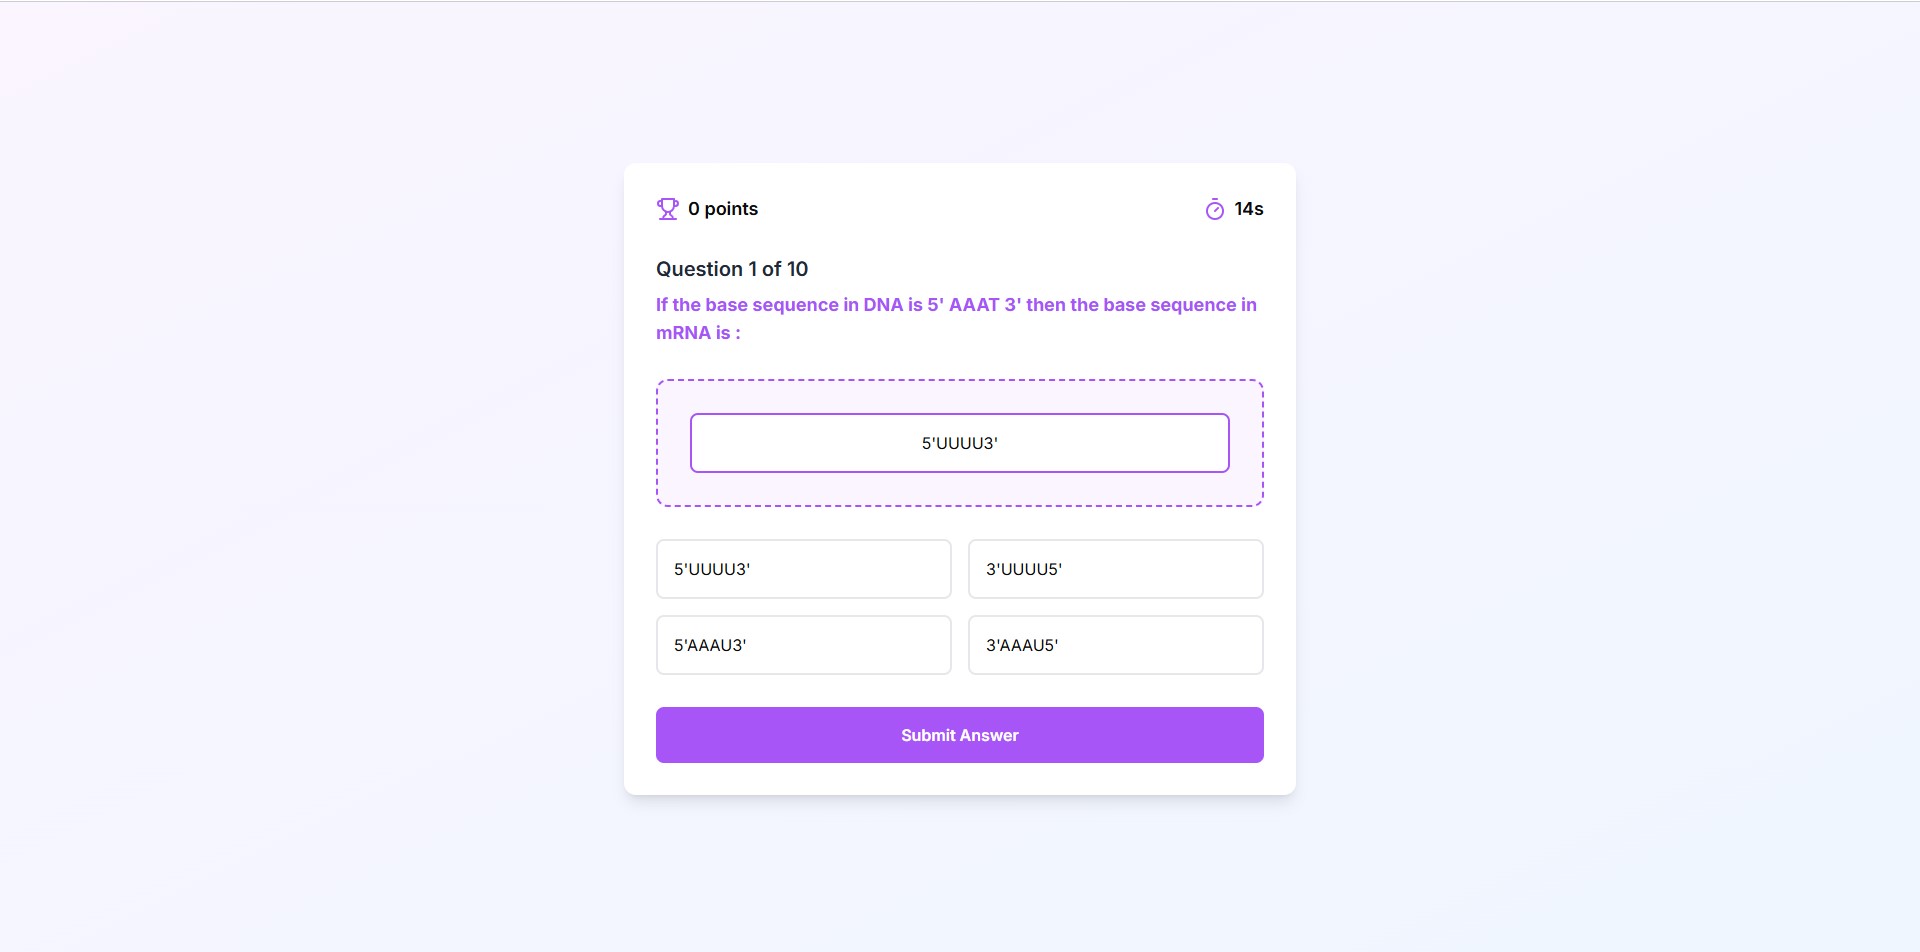 0 points
14s
Question 1 of 10
If the base sequence in DNA is 5' AAAT 3' then the base sequence in
mRNA is :
5'UUUU3'
5'UUUU3'
3'UUUU5'
5'AAAU3'
3'AAAU5'
Submit Answer